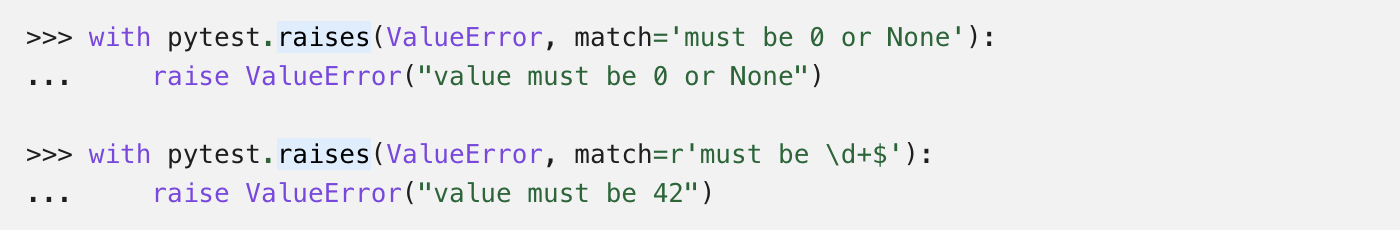 >>> with pytest.raises(ValueError, match='must be 0 or None'):
...     raise ValueError("value must be 0 or None")
>>> with pytest.raises(ValueError, match=r'must be \d+$'):
...     raise ValueError("value must be 42")